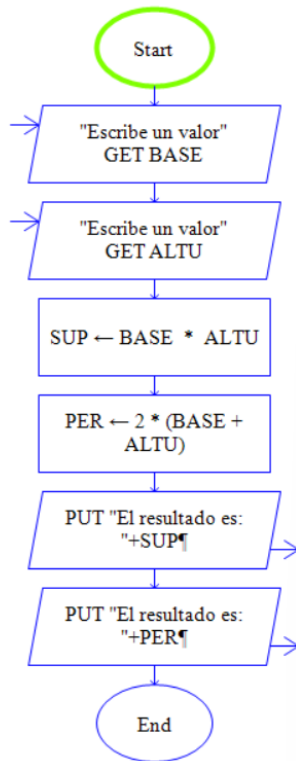 Start
"Escribe un valor"
GET BASE
"Escribe un valor"
GET ALTU
SUP ← BASE * ALTU
PER ← 2 * (BASE +
ALTU)
PUT "El resultado es:
"+SUP¶
PUT "El resultado es:
"+PER¶
End